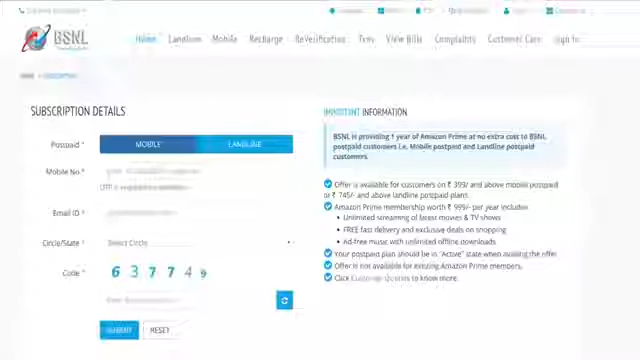 BSNL
Home Landline Mobile Recharge ReVerification View Bills Complaints Customer Care Sign In
SUBSCRIPTION DETAILS
Postpaid * MOBILE LANDLINE
Mobile No *
Email ID *
Circle/State * Select Circle
Code * 6 3 7 7 4 9
SUBMIT RESET
IMPORTANT INFORMATION
BSNL is providing 1 year of Amazon Prime at no extra cost to BSNL
postpaid customers i.e. Mobile postpaid and Landline postpaid
customers.
Offer is available for customers on ₹ 399/ and above mobile postpaid
or ₹ 745/- and above landline postpaid plans
Amazon Prime membership worth ₹ 999/- per year includes
• Unlimited streaming of latest movies & TV shows
• FREE fast delivery and exclusive deals on shopping
• Ad-free music with unlimited offline downloads
Your postpaid plan should be in "Active" state when availing the offer
Offer is not available for existing Amazon Prime members.
Click Customer Queries to know more.